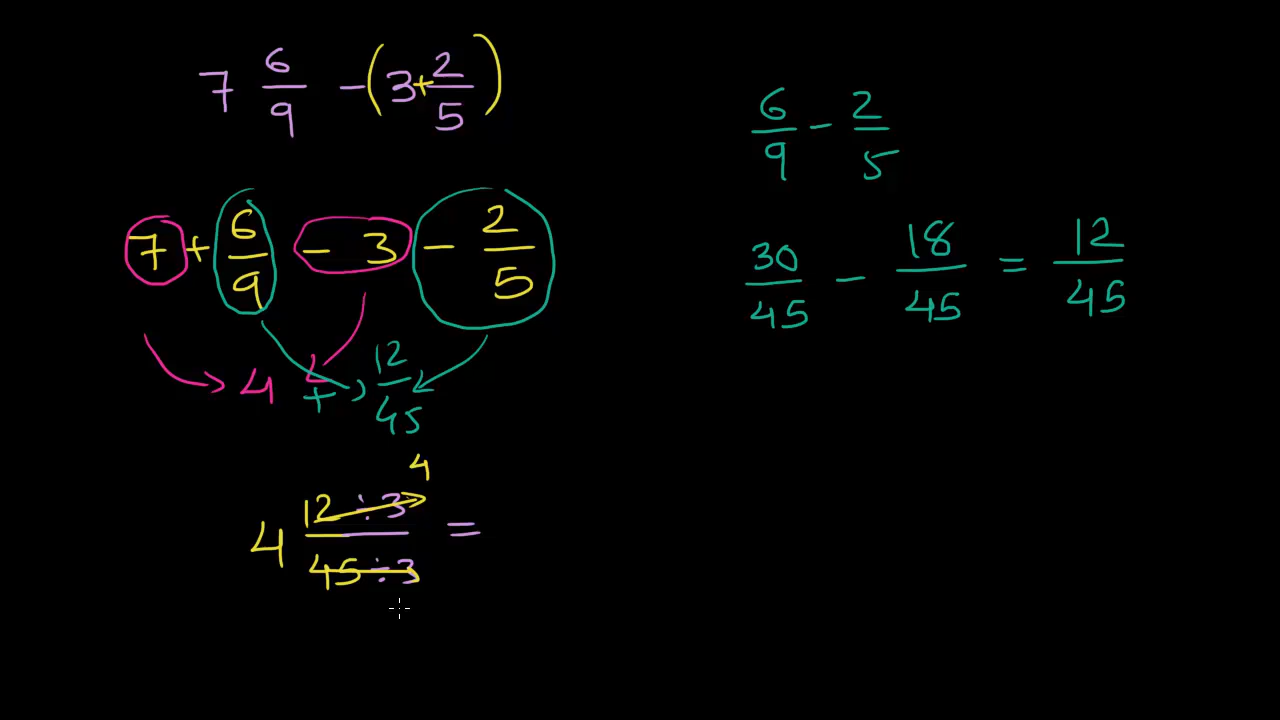 7 6/9 - (3 + 2/5)
6/9 - 2/5
7 + 6/9 - 3 - 2/5
30/45 - 18/45 = 12/45
4 + 12/45
4
4 12 ÷ 3 / 45 ÷ 3 =